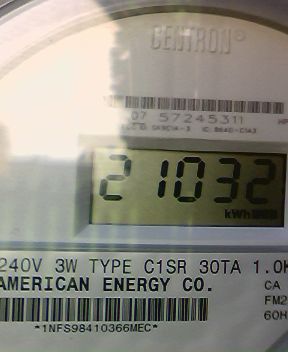 CENTRON®
07 57245311
21032
kWh
240V 3W TYPE C1SR 30TA 1.0K
AMERICAN ENERGY CO.
CA
FM2
60H
*1NFS98410366MEC*